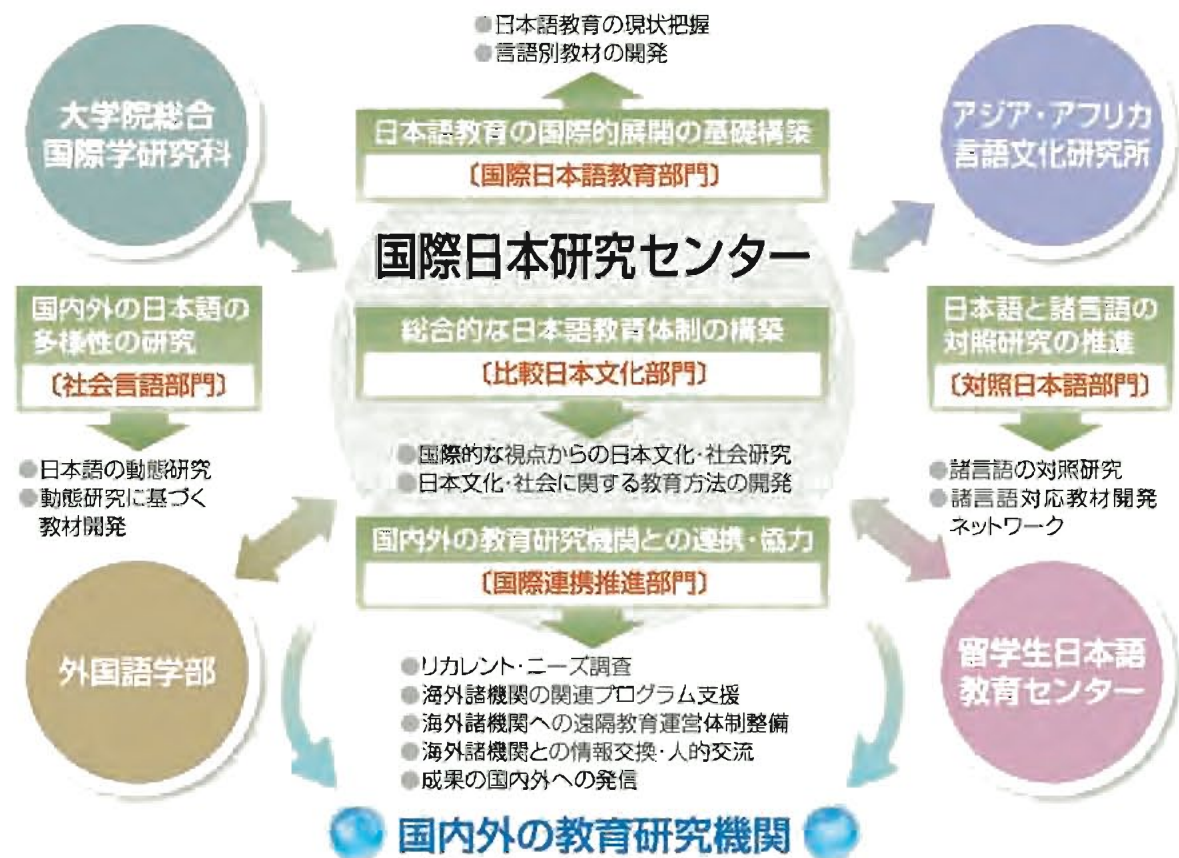 ●日本語教育の現状把握
●言語別教材の開発
大学院総合
国際学研究科
日本語教育の国際的展開の基礎構築
〔国際日本語教育部門〕
アジア・アフリカ
言語文化研究所
国際日本研究センター
国内外の日本語の
多様性の研究
〔社会言語部門〕
総合的な日本語教育体制の構築
〔比較日本文化部門〕
日本語と諸言語の
対照研究の推進
〔対照日本語部門〕
●日本語の動態研究
●動態研究に基づく
教材開発
●国際的な視点からの日本文化・社会研究
●日本文化・社会に関する教育方法の開発
●諸言語の対照研究
●諸言語対応教材開発
ネットワーク
国内外の教育研究機関との連携・協力
〔国際連携推進部門〕
外国語学部
●リカレント・ニーズ調査
●海外諸機関の関連プログラム支援
●海外諸機関への遠隔教育運営体制整備
●海外諸機関との情報交換・人的交流
●成果の国内外への発信
留学生日本語
教育センター
国内外の教育研究機関